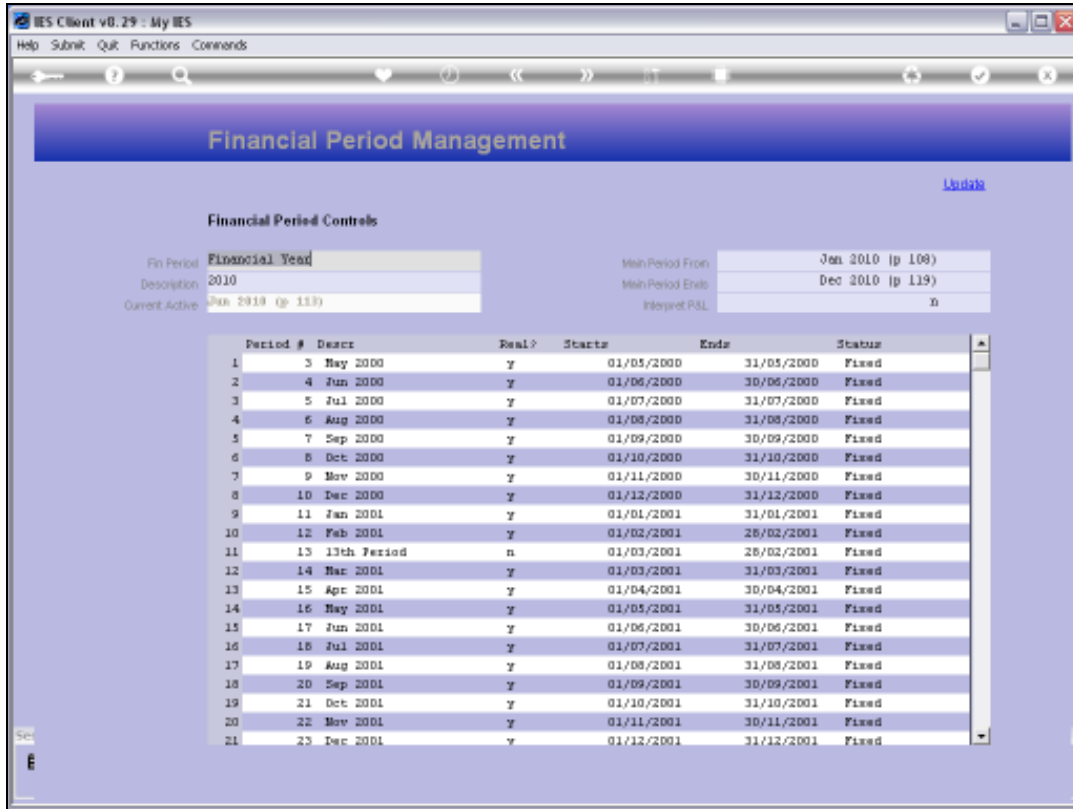 IES Client v8.29 : My IES
Help Submit Quit Functions Commands
Financial Period Management
Update
Financial Period Controls
Fin Period Financial Year Main Period From Jan 2010 (p 108)
Description 2010 Main Period Ends Dec 2010 (p 119)
Current Active Jun 2010 (p 113) Interpret P&L n
Period # Descr Real? Starts Ends Status
1 3 May 2000 y 01/05/2000 31/05/2000 Fixed
2 4 Jun 2000 y 01/06/2000 30/06/2000 Fixed
3 5 Jul 2000 y 01/07/2000 31/07/2000 Fixed
4 6 Aug 2000 y 01/08/2000 31/08/2000 Fixed
5 7 Sep 2000 y 01/09/2000 30/09/2000 Fixed
6 8 Oct 2000 y 01/10/2000 31/10/2000 Fixed
7 9 Nov 2000 y 01/11/2000 30/11/2000 Fixed
8 10 Dec 2000 y 01/12/2000 31/12/2000 Fixed
9 11 Jan 2001 y 01/01/2001 31/01/2001 Fixed
10 12 Feb 2001 y 01/02/2001 28/02/2001 Fixed
11 13 13th Period n 01/03/2001 28/02/2001 Fixed
12 14 Mar 2001 y 01/03/2001 31/03/2001 Fixed
13 15 Apr 2001 y 01/04/2001 30/04/2001 Fixed
14 16 May 2001 y 01/05/2001 31/05/2001 Fixed
15 17 Jun 2001 y 01/06/2001 30/06/2001 Fixed
16 18 Jul 2001 y 01/07/2001 31/07/2001 Fixed
17 19 Aug 2001 y 01/08/2001 31/08/2001 Fixed
18 20 Sep 2001 y 01/09/2001 30/09/2001 Fixed
19 21 Oct 2001 y 01/10/2001 31/10/2001 Fixed
20 22 Nov 2001 y 01/11/2001 30/11/2001 Fixed
21 23 Dec 2001 y 01/12/2001 31/12/2001 Fixed